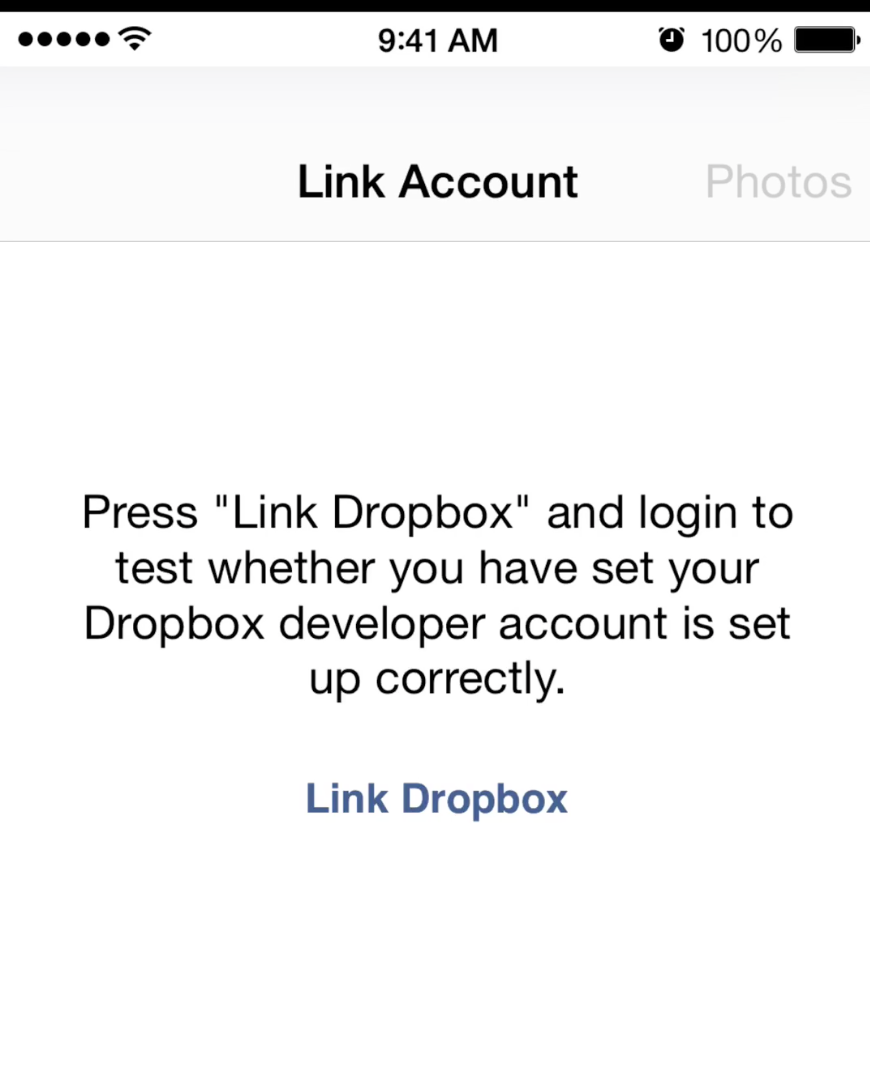 9:41 AM 100%
Link Account Photos
Press "Link Dropbox" and login to
test whether you have set your
Dropbox developer account is set
up correctly.
Link Dropbox